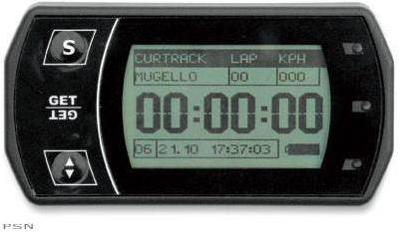 S
CURTRACK LAP KPH
MUGELLO 00 000
GET
GET
00:00:00
06 21.10 17:37:03
PSN